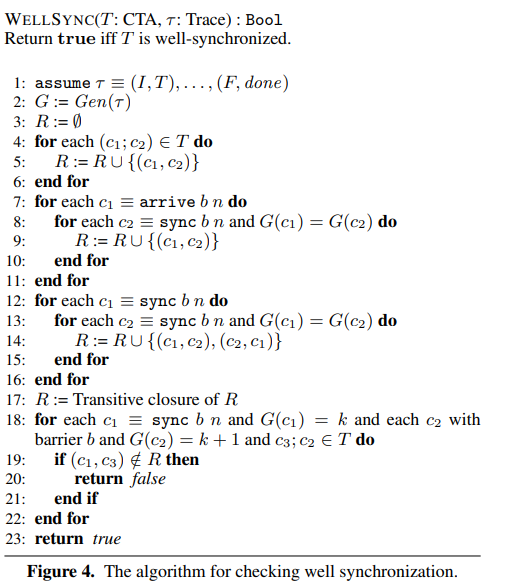 WELLSYNC(T: CTA, τ: Trace) : Bool
Return true iff T is well-synchronized.
1: assume τ ≡ (I, T), . . . , (F, done)
2: G := Gen(τ)
3: R := ∅
4: for each (c₁; c₂) ∈ T do
5: R := R ∪ {(c₁, c₂)}
6: end for
7: for each c₁ ≡ arrive b n do
8: for each c₂ ≡ sync b n and G(c₁) = G(c₂) do
9: R := R ∪ {(c₁, c₂)}
10: end for
11: end for
12: for each c₁ ≡ sync b n do
13: for each c₂ ≡ sync b n and G(c₁) = G(c₂) do
14: R := R ∪ {(c₁, c₂), (c₂, c₁)}
15: end for
16: end for
17: R := Transitive closure of R
18: for each c₁ ≡ sync b n and G(c₁) = k and each c₂ with
barrier b and G(c₂) = k + 1 and c₃; c₂ ∈ T do
19: if (c₁, c₃) ∉ R then
20: return false
21: end if
22: end for
23: return true
Figure 4. The algorithm for checking well synchronization.